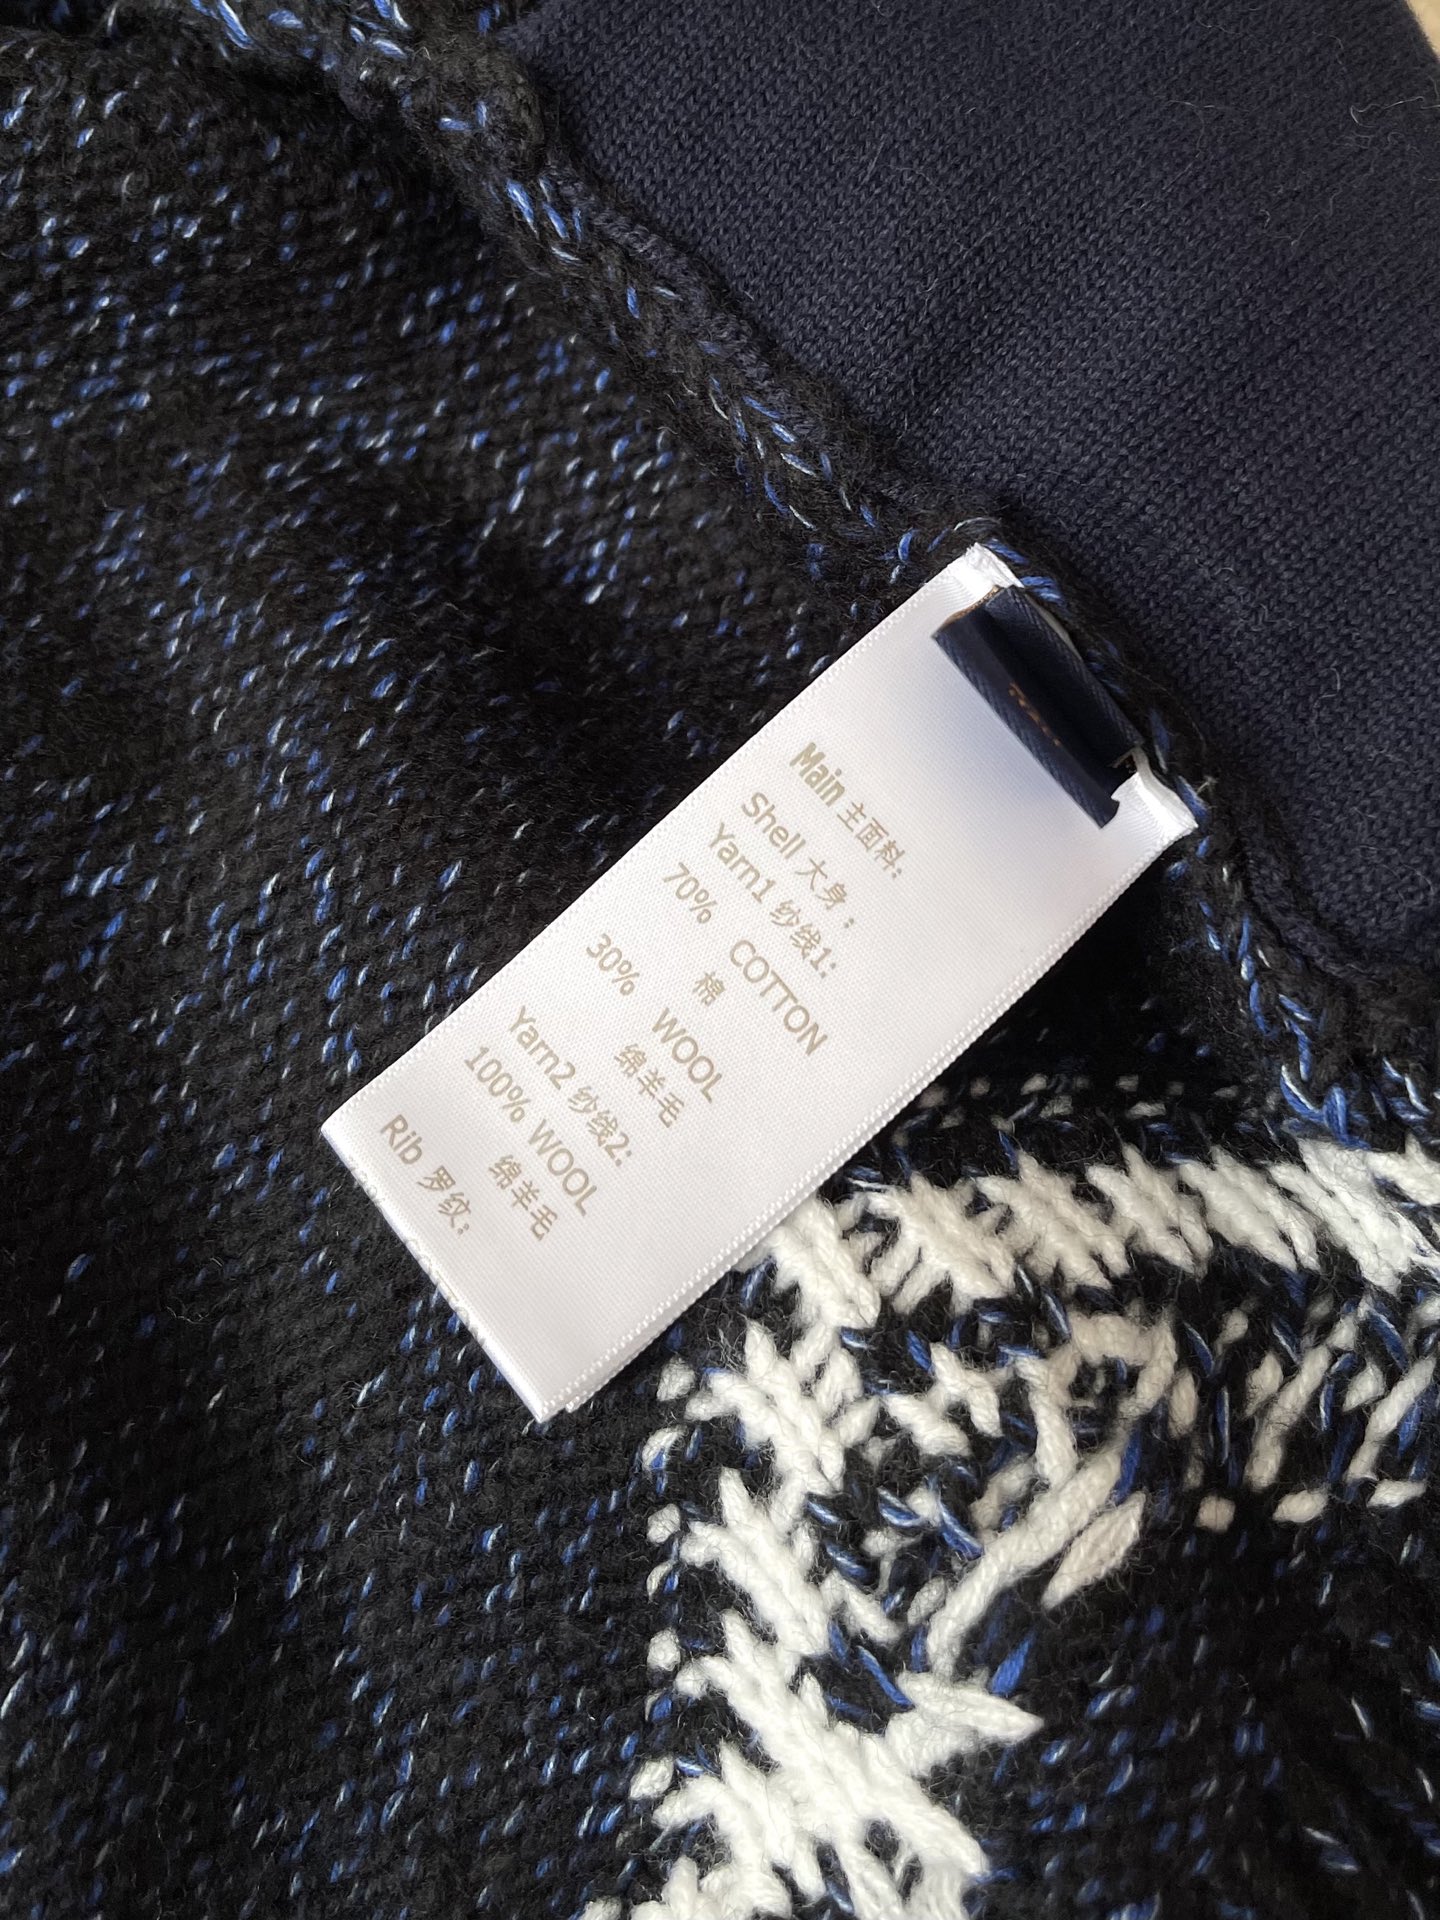 Main 主面料:
Shell 大身:
Yarn1 纱线1:
70% COTTON
棉
30% WOOL
绵羊毛
Yarn2 纱线2:
100% WOOL
绵羊毛
Rib 罗纹: